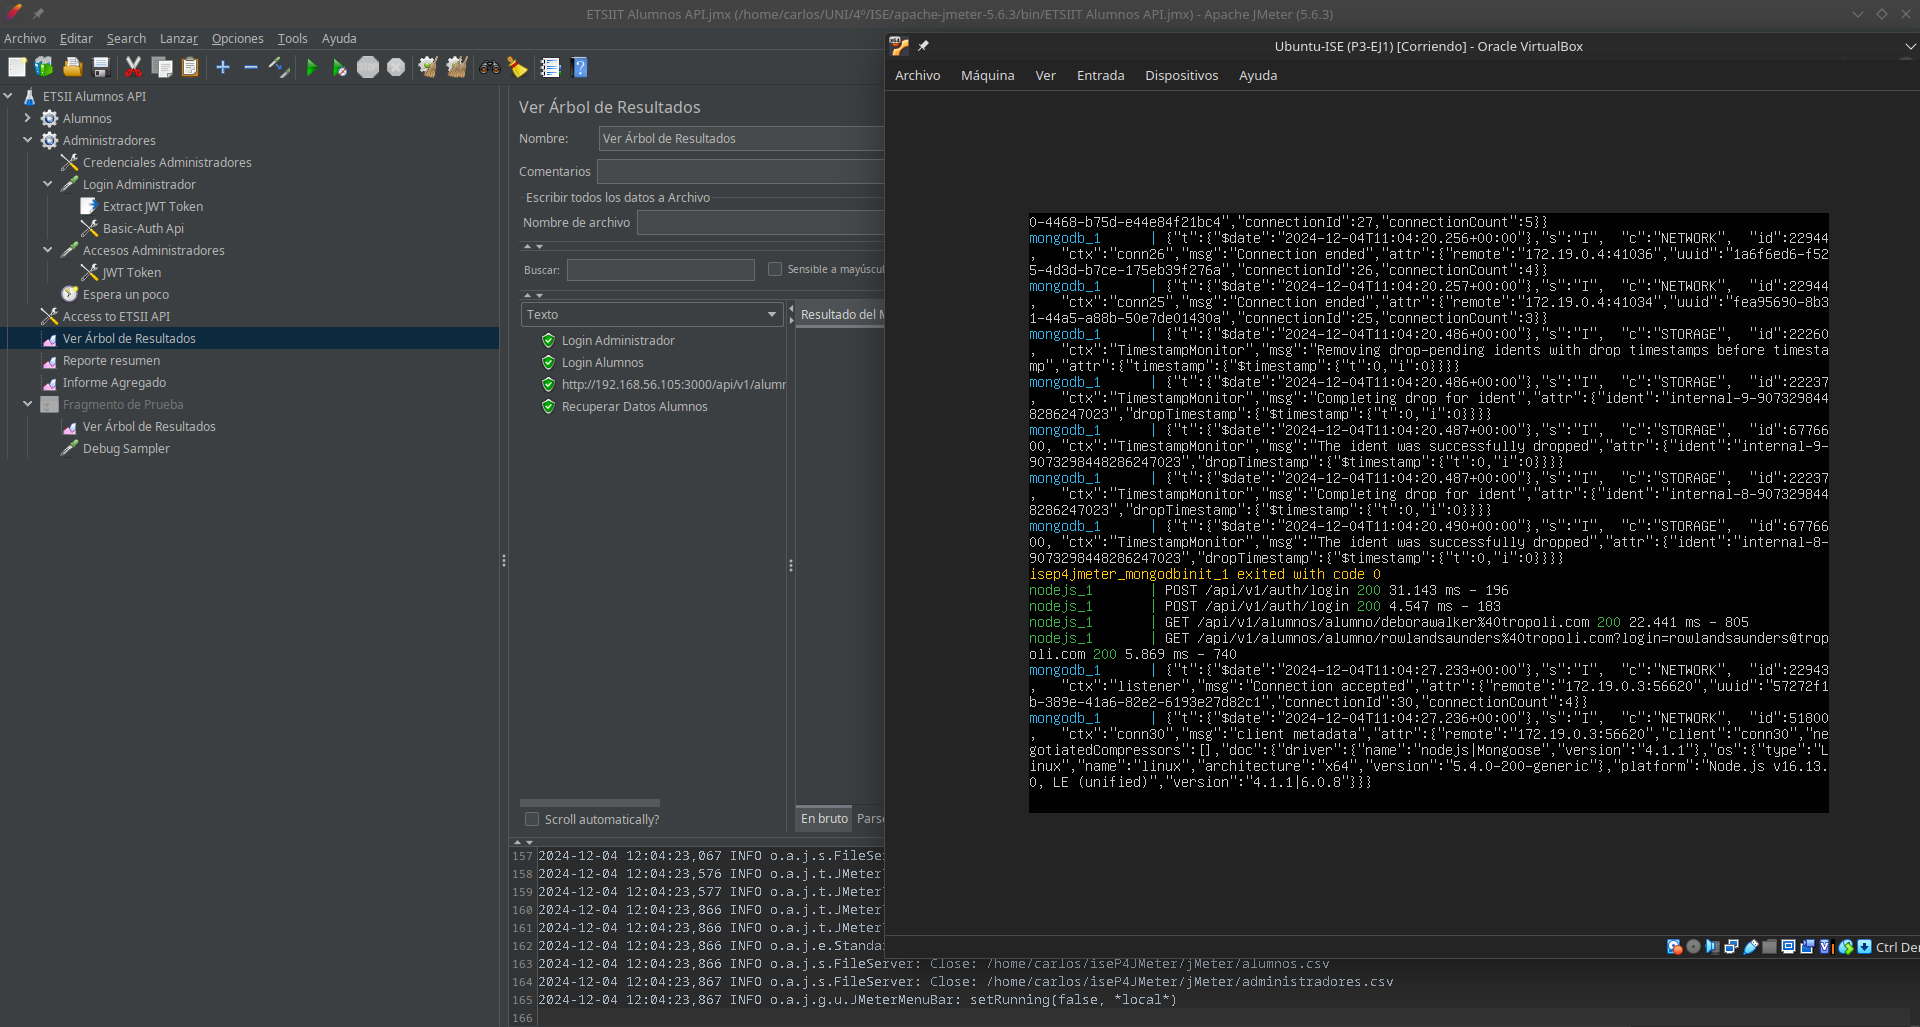 ETSIIT Alumnos API.jmx (/home/carlos/UNI/4º/ISE/apache-jmeter-5.6.3/bin/ETSIIT Alumnos API.jmx) - Apache JMeter (5.6.3)
Archivo Editar Search Lanzar Opciones Tools Ayuda
ETSII Alumnos API
Alumnos
Administradores
Credenciales Administradores
Login Administrador
Extract JWT Token
Basic-Auth Api
Accesos Administradores
JWT Token
Espera un poco
Access to ETSII API
Ver Árbol de Resultados
Reporte resumen
Informe Agregado
Fragmento de Prueba
Ver Árbol de Resultados
Debug Sampler
Ver Árbol de Resultados
Nombre: Ver Árbol de Resultados
Comentarios
Escribir todos los datos a Archivo
Nombre de archivo
Buscar: Sensible a mayúscul
Texto
Resultado del M
Login Administrador
Login Alumnos
http://192.168.56.105:3000/api/v1/alumr
Recuperar Datos Alumnos
Scroll automatically?
En bruto Parse
157 2024-12-04 12:04:23,067 INFO o.a.j.s.FileSer
158 2024-12-04 12:04:23,576 INFO o.a.j.t.JMeter
159 2024-12-04 12:04:23,577 INFO o.a.j.t.JMeter
160 2024-12-04 12:04:23,866 INFO o.a.j.t.JMeter
161 2024-12-04 12:04:23,866 INFO o.a.j.t.JMeter
162 2024-12-04 12:04:23,866 INFO o.a.j.e.Standa
163 2024-12-04 12:04:23,866 INFO o.a.j.s.FileServer: Close: /home/carlos/iseP4JMeter/jMeter/alumnos.csv
164 2024-12-04 12:04:23,867 INFO o.a.j.s.FileServer: Close: /home/carlos/iseP4JMeter/jMeter/administradores.csv
165 2024-12-04 12:04:23,867 INFO o.a.j.g.u.JMeterMenuBar: setRunning(false, *local*)
166
Ubuntu-ISE (P3-EJ1) [Corriendo] - Oracle VirtualBox
Archivo Máquina Ver Entrada Dispositivos Ayuda
0-4468-b75d-e44e84f21bc4","connectionId":27,"connectionCount":5}}
mongodb_1 | {"t":{"$date":"2024-12-04T11:04:20.256+00:00"},"s":"I", "c":"NETWORK", "id":22944
, "ctx":"conn26","msg":"Connection ended","attr":{"remote":"172.19.0.4:41036","uuid":"1a6f6ed6-f52
5-4d3d-b7ce-175eb39f276a","connectionId":26,"connectionCount":4}}
mongodb_1 | {"t":{"$date":"2024-12-04T11:04:20.257+00:00"},"s":"I", "c":"NETWORK", "id":22944
, "ctx":"conn25","msg":"Connection ended","attr":{"remote":"172.19.0.4:41034","uuid":"fea95690-8b3
1-44a5-a88b-50e7de01430a","connectionId":25,"connectionCount":3}}
mongodb_1 | {"t":{"$date":"2024-12-04T11:04:20.486+00:00"},"s":"I", "c":"STORAGE", "id":22260
, "ctx":"TimestampMonitor","msg":"Removing drop-pending idents with drop timestamps before timesta
mp","attr":{"timestamp":{"$timestamp":{"t":0,"i":0}}}}
mongodb_1 | {"t":{"$date":"2024-12-04T11:04:20.486+00:00"},"s":"I", "c":"STORAGE", "id":22237
, "ctx":"TimestampMonitor","msg":"Completing drop for ident","attr":{"ident":"internal-9-907329844
8286247023","dropTimestamp":{"$timestamp":{"t":0,"i":0}}}}
mongodb_1 | {"t":{"$date":"2024-12-04T11:04:20.487+00:00"},"s":"I", "c":"STORAGE", "id":67766
00, "ctx":"TimestampMonitor","msg":"The ident was successfully dropped","attr":{"ident":"internal-9-
9073298448286247023","dropTimestamp":{"$timestamp":{"t":0,"i":0}}}}
mongodb_1 | {"t":{"$date":"2024-12-04T11:04:20.487+00:00"},"s":"I", "c":"STORAGE", "id":22237
, "ctx":"TimestampMonitor","msg":"Completing drop for ident","attr":{"ident":"internal-8-907329844
8286247023","dropTimestamp":{"$timestamp":{"t":0,"i":0}}}}
mongodb_1 | {"t":{"$date":"2024-12-04T11:04:20.490+00:00"},"s":"I", "c":"STORAGE", "id":67766
00, "ctx":"TimestampMonitor","msg":"The ident was successfully dropped","attr":{"ident":"internal-8-
9073298448286247023","dropTimestamp":{"$timestamp":{"t":0,"i":0}}}}
isep4jmeter_mongodbinit_1 exited with code 0
nodejs_1 | POST /api/v1/auth/login 200 31.143 ms - 196
nodejs_1 | POST /api/v1/auth/login 200 4.547 ms - 183
nodejs_1 | GET /api/v1/alumnos/alumno/deborawalker%40tropoli.com 200 22.441 ms - 805
nodejs_1 | GET /api/v1/alumnos/alumno/rowlandsaunders%40tropoli.com?login=rowlandsaunders@trop
oli.com 200 5.869 ms - 740
mongodb_1 | {"t":{"$date":"2024-12-04T11:04:27.233+00:00"},"s":"I", "c":"NETWORK", "id":22943
, "ctx":"listener","msg":"Connection accepted","attr":{"remote":"172.19.0.3:56620","uuid":"57272f1
b-389e-41a6-82e2-6193e27d82c1","connectionId":30,"connectionCount":4}}
mongodb_1 | {"t":{"$date":"2024-12-04T11:04:27.236+00:00"},"s":"I", "c":"NETWORK", "id":51800
, "ctx":"conn30","msg":"client metadata","attr":{"remote":"172.19.0.3:56620","client":"conn30","ne
gotiatedCompressors":[],"doc":{"driver":{"name":"nodejs|Mongoose","version":"4.1.1"},"os":{"type":"L
inux","name":"linux","architecture":"x64","version":"5.4.0-200-generic"},"platform":"Node.js v16.13.
0, LE (unified)","version":"4.1.1|6.0.8"}}}
Ctrl Der